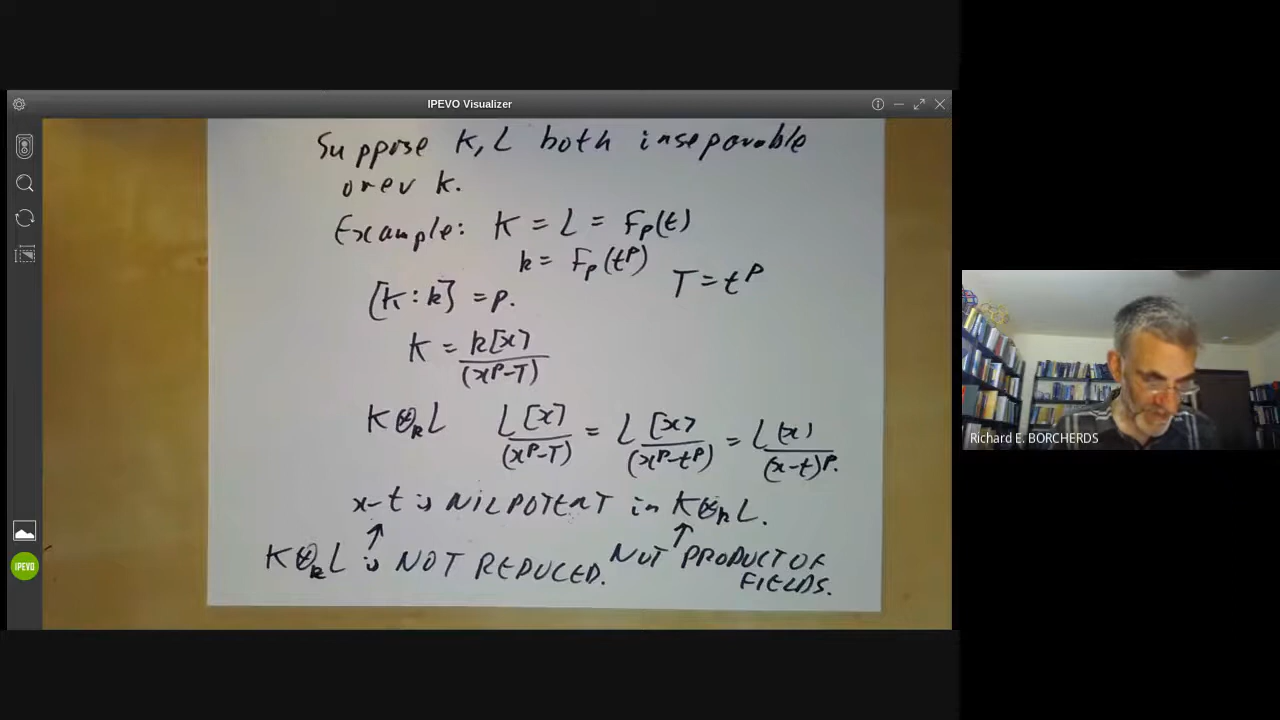 IPEVO Visualizer
Suppose K, L both inseparable
over k.
Example: K = L = F_p(t)
k = F_p(t^p) T = t^p
[K : k] = p.
K = k[x] / (x^p - T)
K⊗_k L L[x] / (x^p - T) = L[x] / (x^p - t^p) = L(x) / (x - t)^p.
x - t is NILPOTENT in K⊗_k L.
↑ ↑
K⊗_k L is NOT REDUCED. NOT PRODUCT OF
FIELDS.
Richard E. BORCHERDS
IPEVO